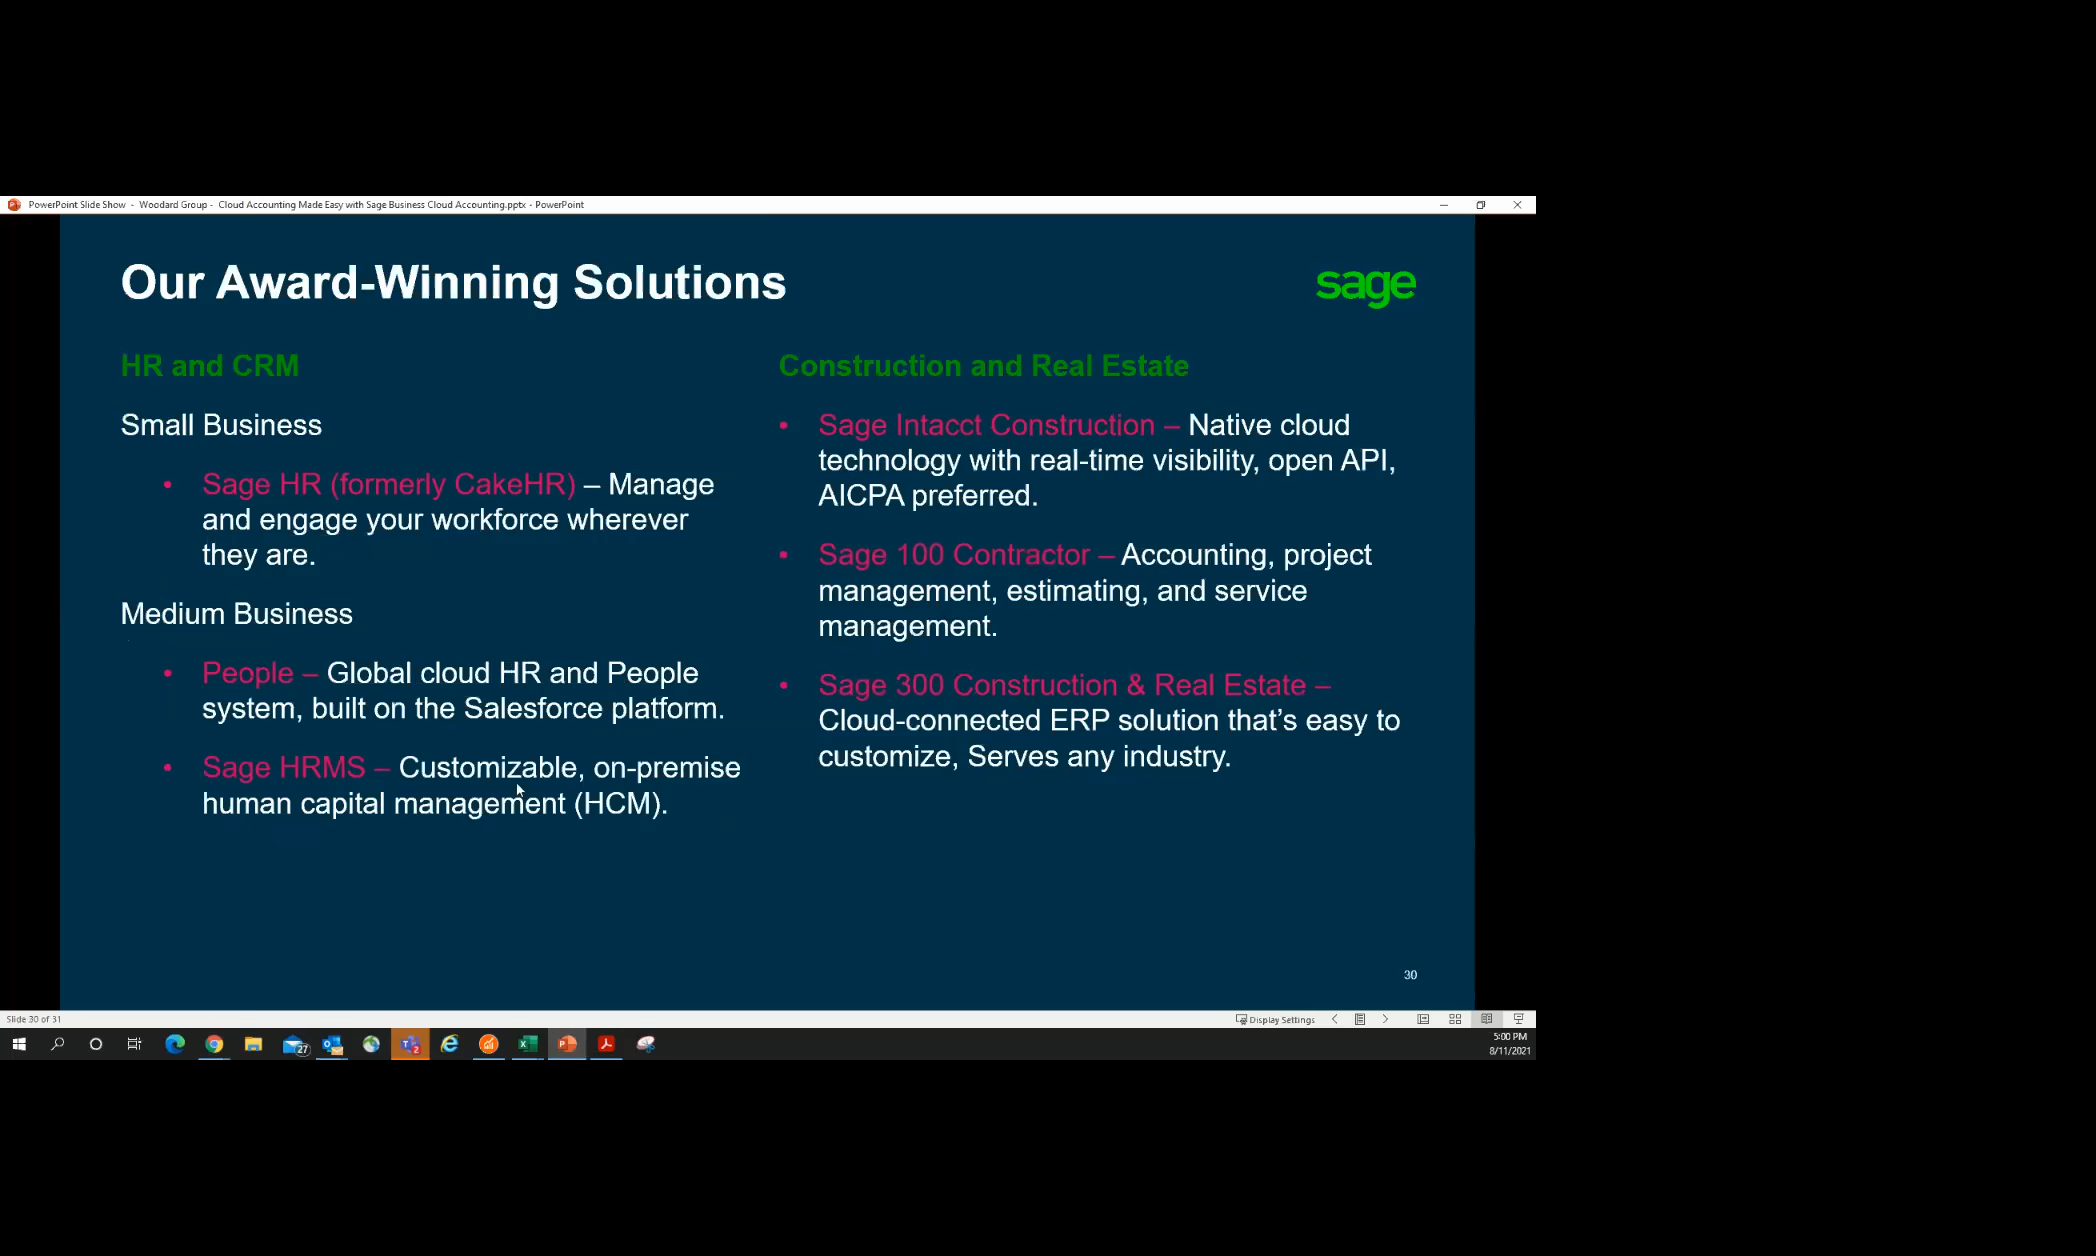 PowerPoint Slide Show - Woodard Group - Cloud Accounting Made Easy with Sage Business Cloud Accounting.pptx - PowerPoint
Our Award-Winning Solutions
sage
HR and CRM
Small Business
• Sage HR (formerly CakeHR) – Manage
and engage your workforce wherever
they are.
Medium Business
• People – Global cloud HR and People
system, built on the Salesforce platform.
• Sage HRMS – Customizable, on-premise
human capital management (HCM).
Construction and Real Estate
• Sage Intacct Construction – Native cloud
technology with real-time visibility, open API,
AICPA preferred.
• Sage 100 Contractor – Accounting, project
management, estimating, and service
management.
• Sage 300 Construction & Real Estate –
Cloud-connected ERP solution that's easy to
customize, Serves any industry.
30
Slide 30 of 31
Display Settings
27
2
5:00 PM
8/11/2021